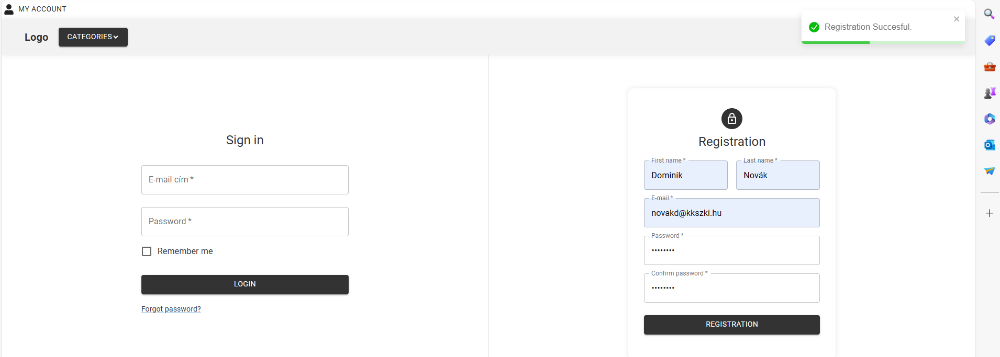 MY ACCOUNT
Logo
CATEGORIES
Registration Succesful.
Sign in
E-mail cím *
Password *
Remember me
LOGIN
Forgot password?
Registration
First name *
Dominik
Last name *
Novák
E-mail *
novakd@kkszki.hu
Password *
••••••••
Confirm password *
••••••••
REGISTRATION